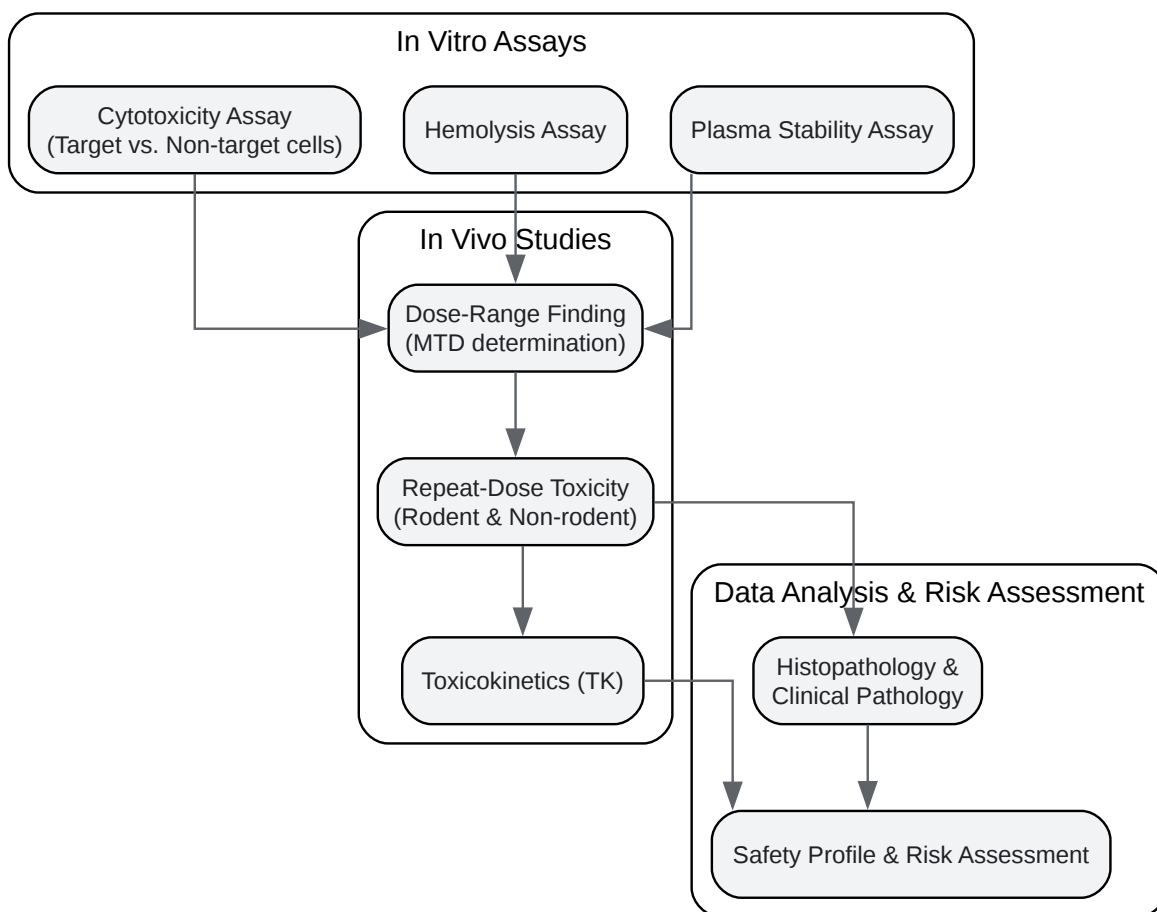 In Vitro Assays
Cytotoxicity Assay
(Target vs. Non-target cells)
Hemolysis Assay
Plasma Stability Assay
In Vivo Studies
Dose-Range Finding
(MTD determination)
Repeat-Dose Toxicity
(Rodent & Non-rodent)
Toxicokinetics (TK)
Data Analysis & Risk Assessment
Histopathology &
Clinical Pathology
Safety Profile & Risk Assessment